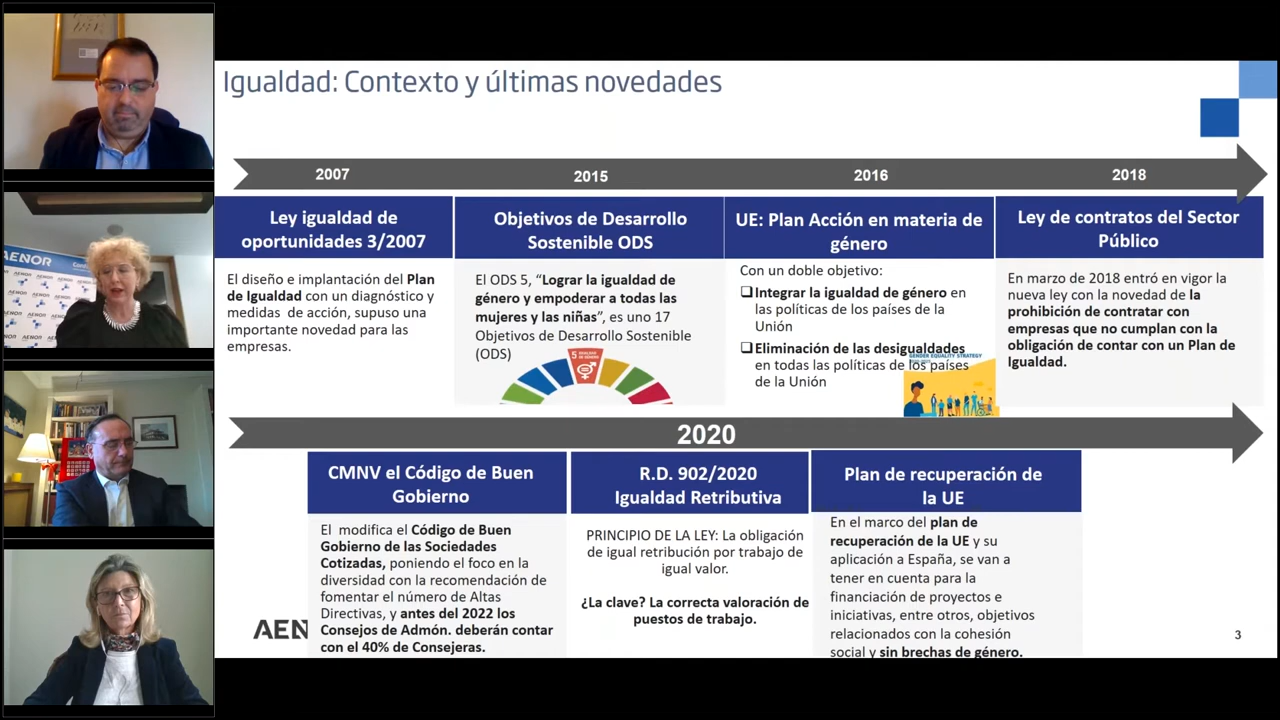 Igualdad: Contexto y últimas novedades
2007
2015
2016
2018
Ley igualdad de
oportunidades 3/2007
El diseño e implantación del Plan
de Igualdad con un diagnóstico y
medidas de acción, supuso una
importante novedad para las
empresas.
Objetivos de Desarrollo
Sostenible ODS
El ODS 5, “Lograr la igualdad de
género y empoderar a todas las
mujeres y las niñas”, es uno 17
Objetivos de Desarrollo Sostenible
(ODS)
5 IGUALDAD
DE GÉNERO
UE: Plan Acción en materia de
género
Con un doble objetivo:
❑Integrar la igualdad de género en
las políticas de los países de la
Unión
❑Eliminación de las desigualdades
en todas las políticas de los países
de la Unión
GENDER EQUALITY STRATEGY
Ley de contratos del Sector
Público
En marzo de 2018 entró en vigor la
nueva ley con la novedad de la
prohibición de contratar con
empresas que no cumplan con la
obligación de contar con un Plan de
Igualdad.
2020
CMNV el Código de Buen
Gobierno
El modifica el Código de Buen
Gobierno de las Sociedades
Cotizadas, poniendo el foco en la
diversidad con la recomendación de
fomentar el número de Altas
Directivas, y antes del 2022 los
Consejos de Admón. deberán contar
con el 40% de Consejeras.
R.D. 902/2020
Igualdad Retributiva
PRINCIPIO DE LA LEY: La obligación
de igual retribución por trabajo de
igual valor.
¿La clave? La correcta valoración de
puestos de trabajo.
Plan de recuperación de
la UE
En el marco del plan de
recuperación de la UE y su
aplicación a España, se van a
tener en cuenta para la
financiación de proyectos e
iniciativas, entre otros, objetivos
relacionados con la cohesión
social y sin brechas de género.
AEN
3
AENOR